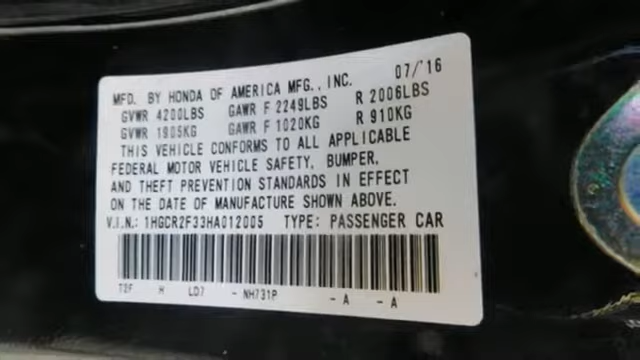 MFD. BY HONDA OF AMERICA MFG., INC. 07/'16
GVWR 4200LBS GAWR F 2249LBS R 2006LBS
GVWR 1905KG GAWR F 1020KG R 910KG
THIS VEHICLE CONFORMS TO ALL APPLICABLE
FEDERAL MOTOR VEHICLE SAFETY, BUMPER,
AND THEFT PREVENTION STANDARDS IN EFFECT
ON THE DATE OF MANUFACTURE SHOWN ABOVE.
V.I.N.: 1HGCR2F33HA012005 TYPE: PASSENGER CAR
H LD7 - NH731P - A - A